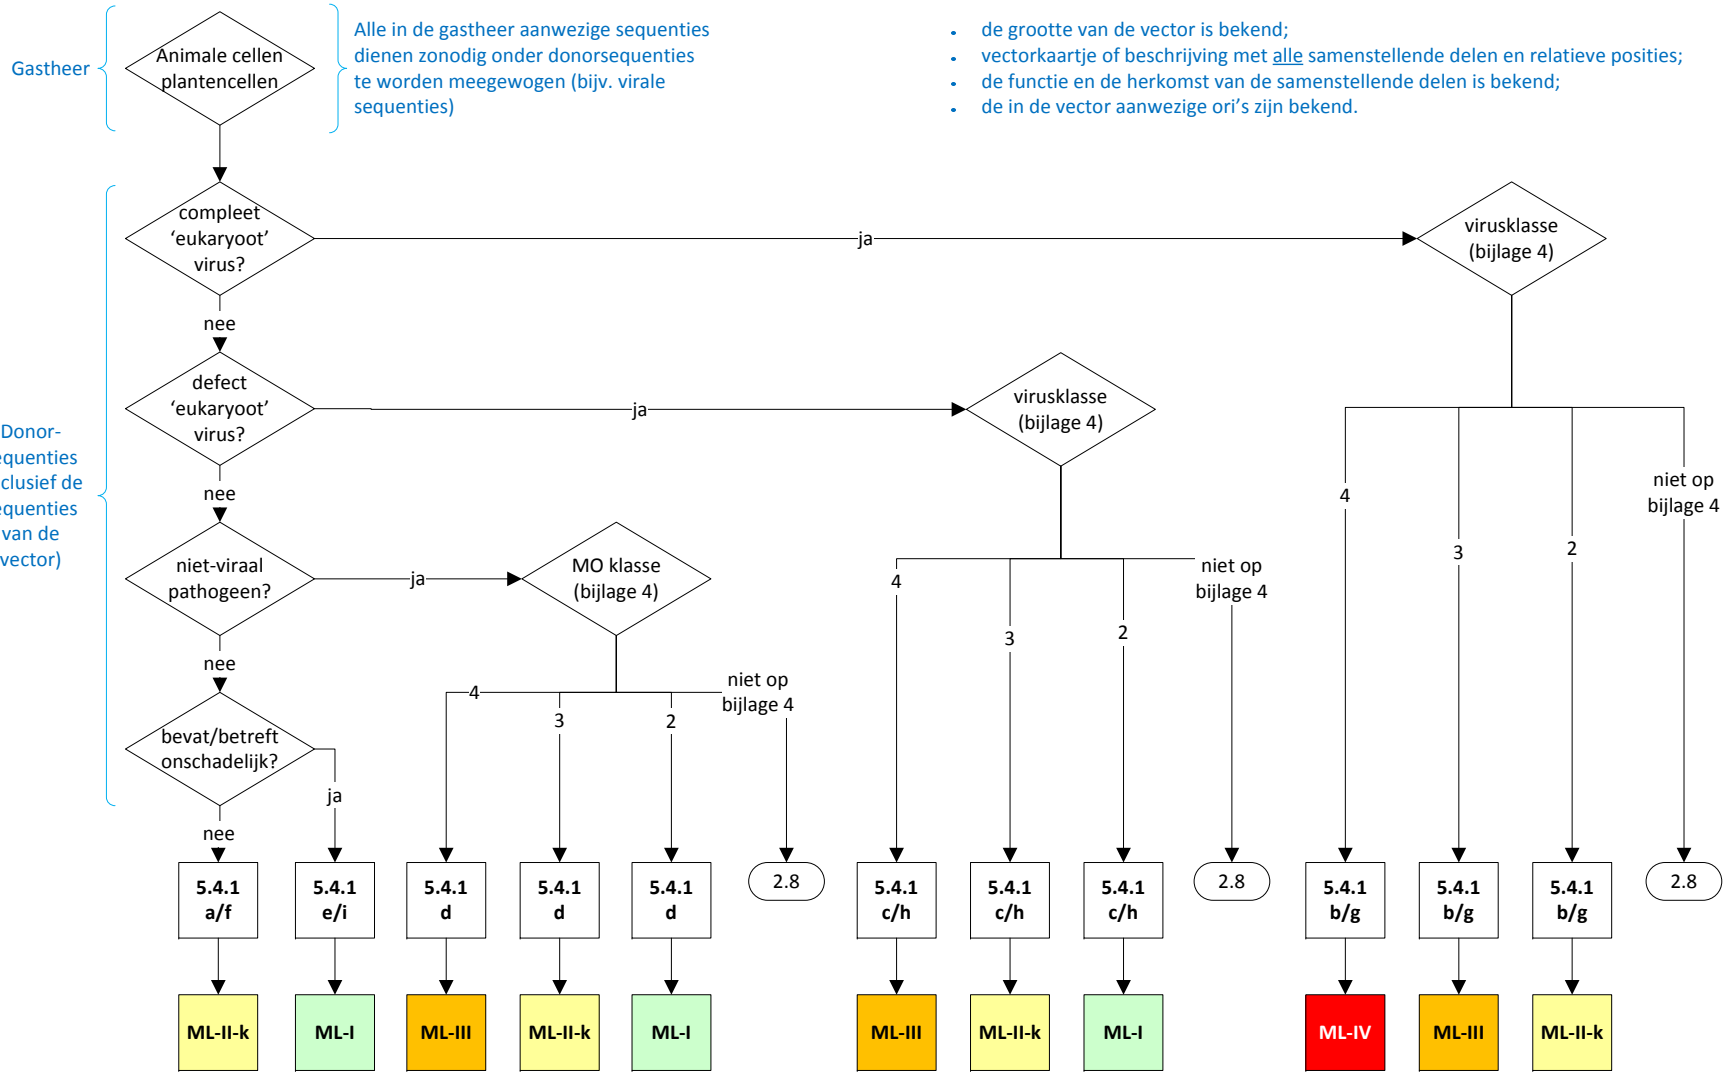 Gastheer
Animale cellen
plantencellen
Alle in de gastheer aanwezige sequenties
dienen zonodig onder donorsequenties
te worden meegewogen (bijv. virale
sequenties)
• de grootte van de vector is bekend;
• vectorkaartje of beschrijving met alle samenstellende delen en relatieve posities;
• de functie en de herkomst van de samenstellende delen is bekend;
• de in de vector aanwezige ori's zijn bekend.
compleet
‘eukaryoot’
virus?
ja
virusklasse
(bijlage 4)
nee
defect
‘eukaryoot’
virus?
ja
virusklasse
(bijlage 4)
Donor-
equenties
clusief de
equenties
van de
vector)
nee
niet-viraal
pathogeen?
ja
MO klasse
(bijlage 4)
nee
bevat/betreft
onschadelijk?
ja
nee
4
3
2
niet op
bijlage 4
4
3
2
niet op
bijlage 4
4
3
2
niet op
bijlage 4
5.4.1
a/f
5.4.1
e/i
5.4.1
d
5.4.1
d
5.4.1
d
2.8
5.4.1
c/h
5.4.1
c/h
5.4.1
c/h
2.8
5.4.1
b/g
5.4.1
b/g
5.4.1
b/g
2.8
ML-II-k
ML-I
ML-III
ML-II-k
ML-I
ML-III
ML-II-k
ML-I
ML-IV
ML-III
ML-II-k